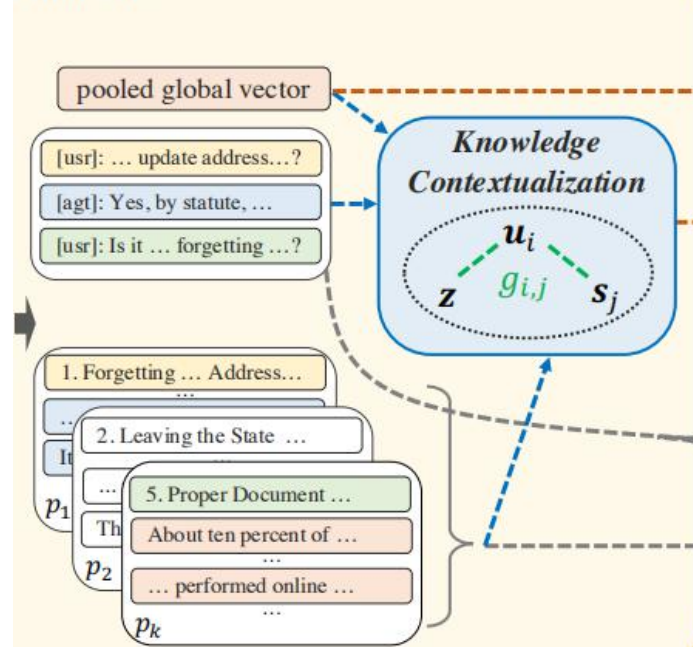 pooled global vector
[usr]: … update address…?
[agt]: Yes, by statute, …
[usr]: Is it … forgetting …?
Knowledge
Contextualization
u_i
z g_{i,j} s_j
1. Forgetting … Address…
…
…
It
p_1
2. Leaving the State …
…
…
Th
p_2
5. Proper Document …
About ten percent of …
…
… performed online …
…
p_k